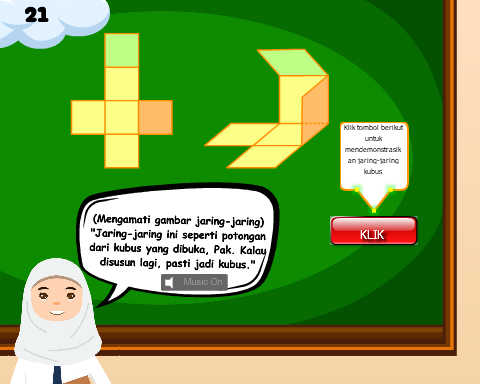 21
Klik tombol berikut
untuk
mendemonstrasik
an jaring-jaring
kubus
KLIK
(Mengamati gambar jaring-jaring)
"Jaring-jaring ini seperti potongan
dari kubus yang dibuka, Pak. Kalau
disusun lagi, pasti jadi kubus."
Music On